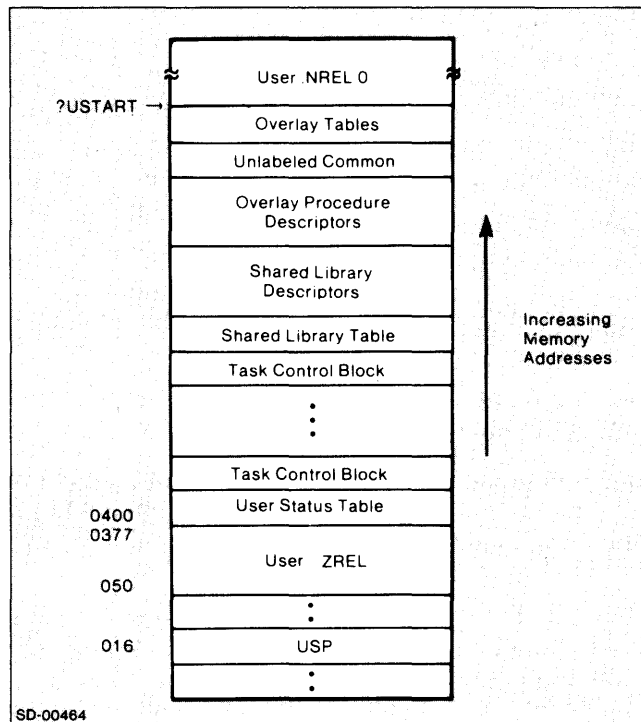 User .NREL 0
?USTART →
Overlay Tables
Unlabeled Common
Overlay Procedure
Descriptors
Shared Library
Descriptors
Shared Library Table
Task Control Block
Task Control Block
User Status Table
0400
0377
User ZREL
050
016
USP
Increasing
Memory
Addresses
SD-00464